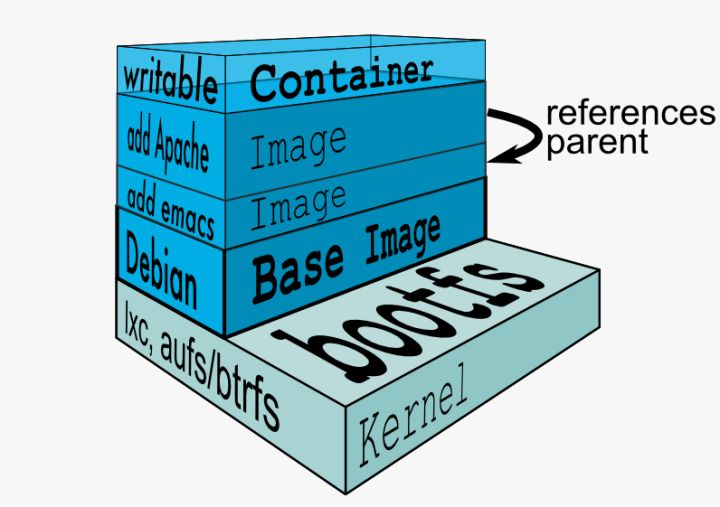 writable Container
references
parent
add Apache Image
add emacs Image
Debian Base Image
bootfs
lxc, aufs/btrfs Kernel